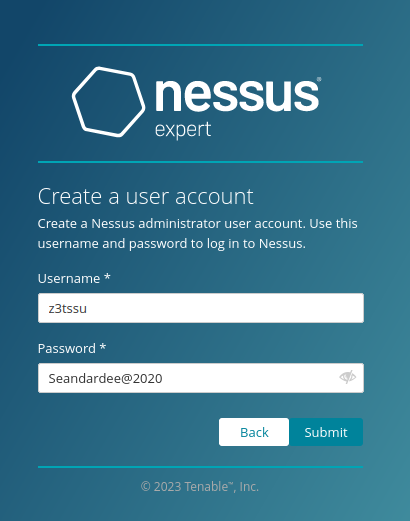 nessus®
expert
Create a user account
Create a Nessus administrator user account. Use this
username and password to log in to Nessus.
Username *
z3tssu
Password *
Seandardee@2020
Back Submit
© 2023 Tenable™, Inc.